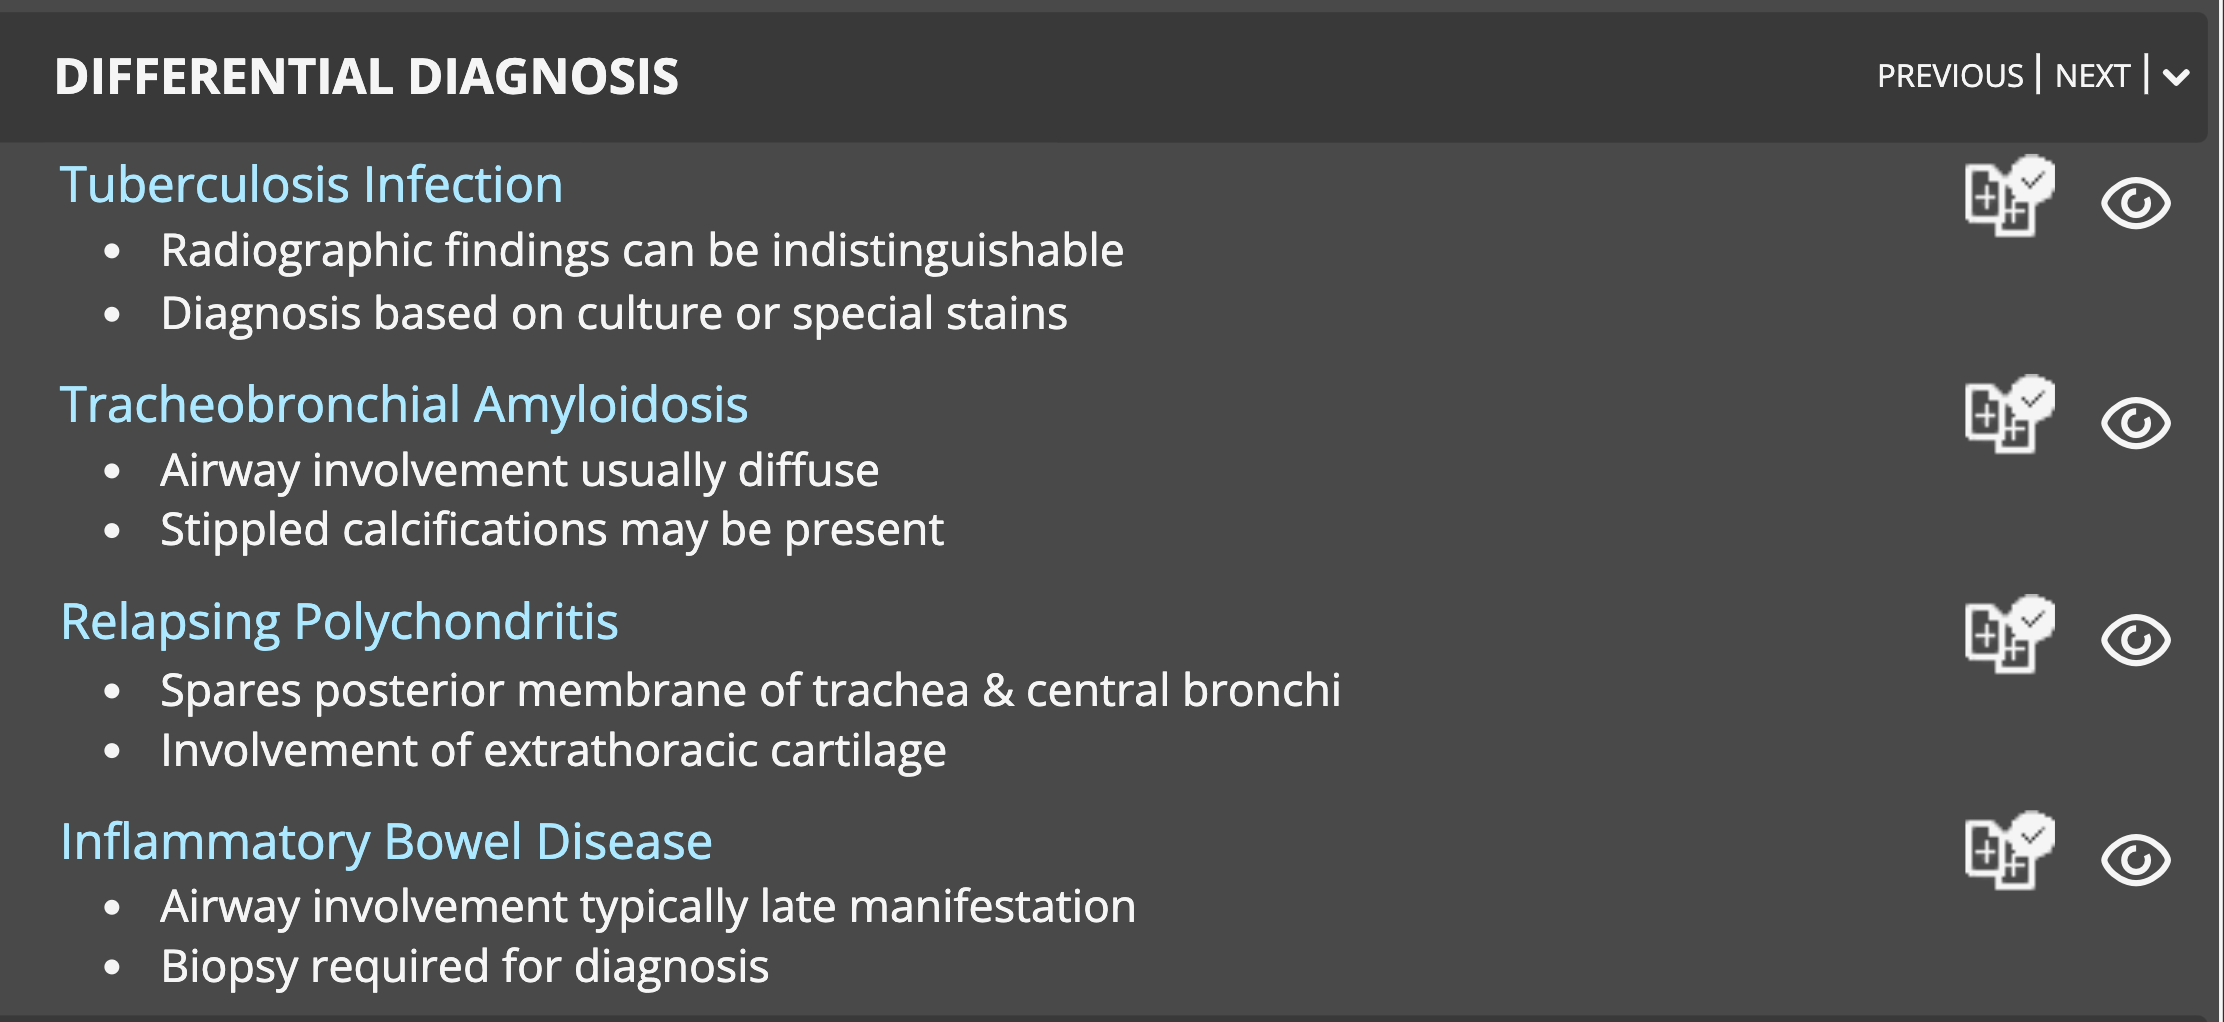 DIFFERENTIAL DIAGNOSIS
PREVIOUS | NEXT |
Tuberculosis Infection
• Radiographic findings can be indistinguishable
• Diagnosis based on culture or special stains
Tracheobronchial Amyloidosis
• Airway involvement usually diffuse
• Stippled calcifications may be present
Relapsing Polychondritis
• Spares posterior membrane of trachea & central bronchi
• Involvement of extrathoracic cartilage
Inflammatory Bowel Disease
• Airway involvement typically late manifestation
• Biopsy required for diagnosis